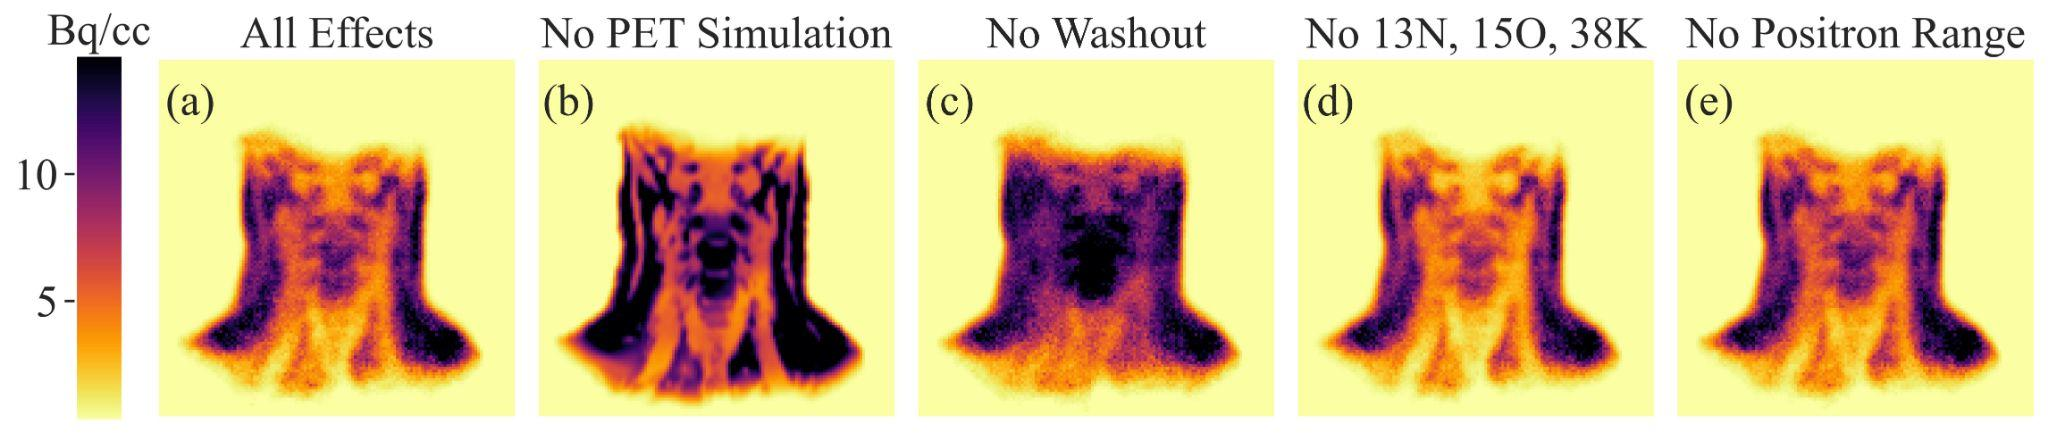 Bq/cc
10
5
All Effects
(a)
No PET Simulation
(b)
No Washout
(c)
No 13N, 15O, 38K
(d)
No Positron Range
(e)